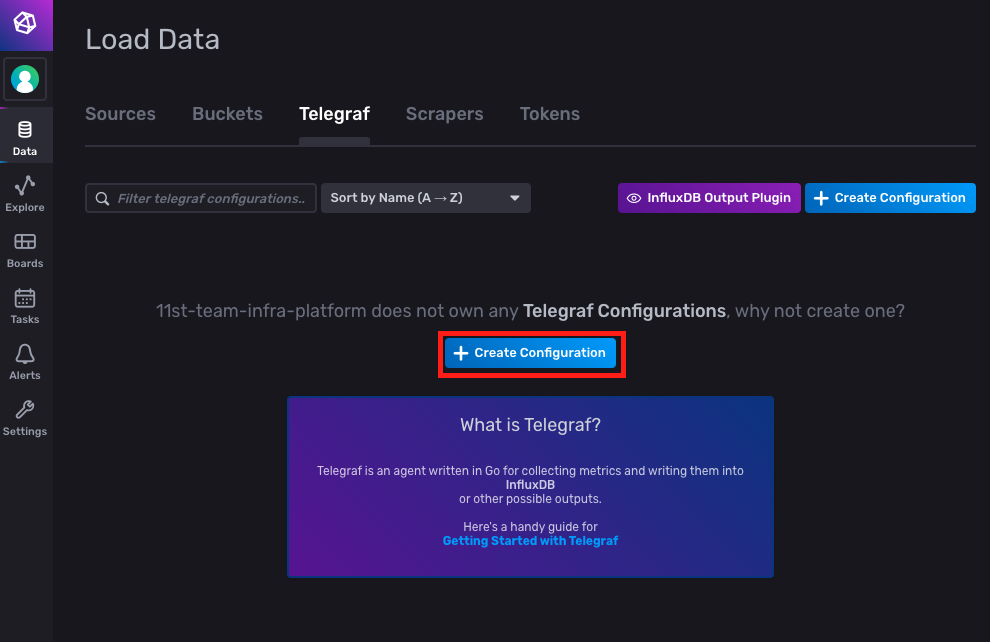 Load Data
Sources Buckets Telegraf Scrapers Tokens
Data
Explore
Boards
Tasks
Alerts
Settings
Filter telegraf configurations.. Sort by Name (A → Z) InfluxDB Output Plugin Create Configuration
11st-team-infra-platform does not own any Telegraf Configurations, why not create one?
Create Configuration
What is Telegraf?
Telegraf is an agent written in Go for collecting metrics and writing them into
InfluxDB
or other possible outputs.
Here's a handy guide for
Getting Started with Telegraf